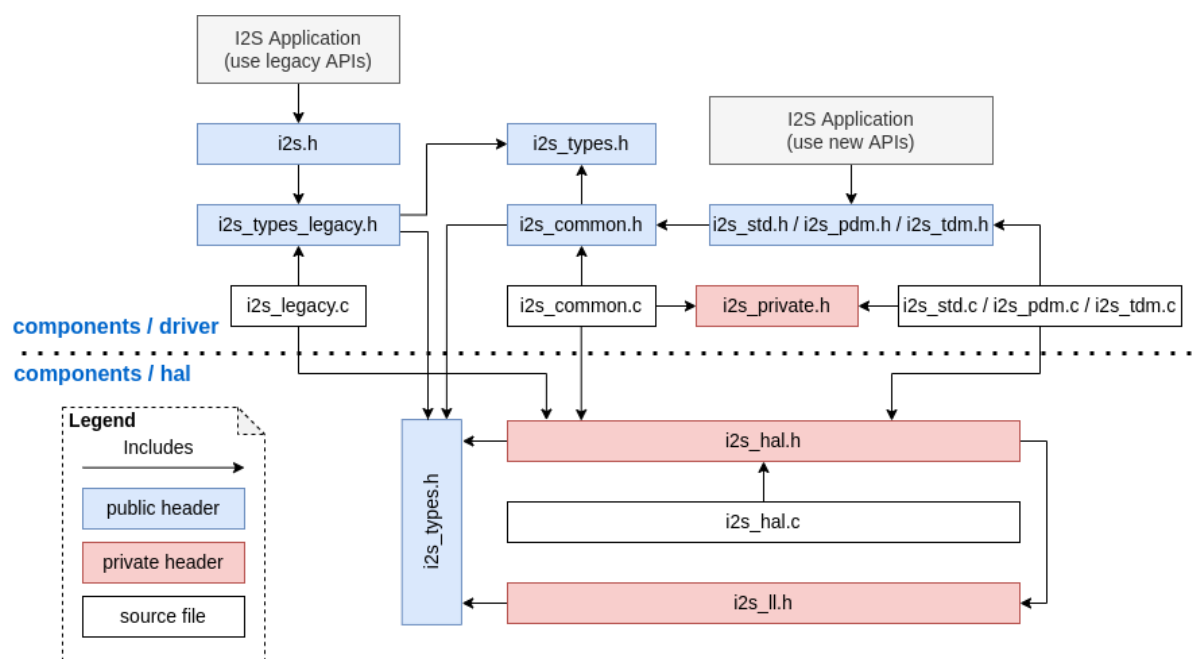 I2S Application
(use legacy APIs)
I2S Application
(use new APIs)
i2s.h
i2s_types.h
i2s_types_legacy.h
i2s_common.h
i2s_std.h / i2s_pdm.h / i2s_tdm.h
i2s_legacy.c
i2s_common.c
i2s_private.h
i2s_std.c / i2s_pdm.c / i2s_tdm.c
components / driver
components / hal
Legend
Includes
public header
private header
source file
i2s_types.h
i2s_hal.h
i2s_hal.c
i2s_ll.h